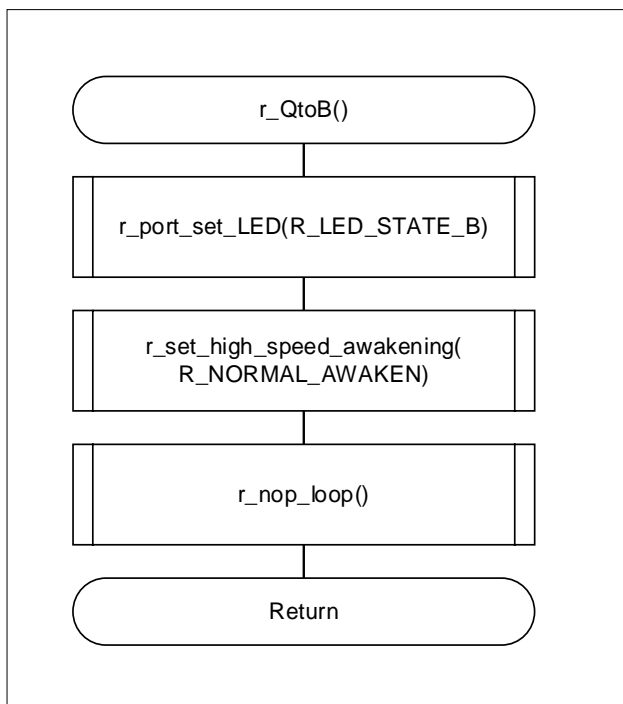 r_QtoB()
r_port_set_LED(R_LED_STATE_B)
r_set_high_speed_awakening(
R_NORMAL_AWAKEN)
r_nop_loop()
Return